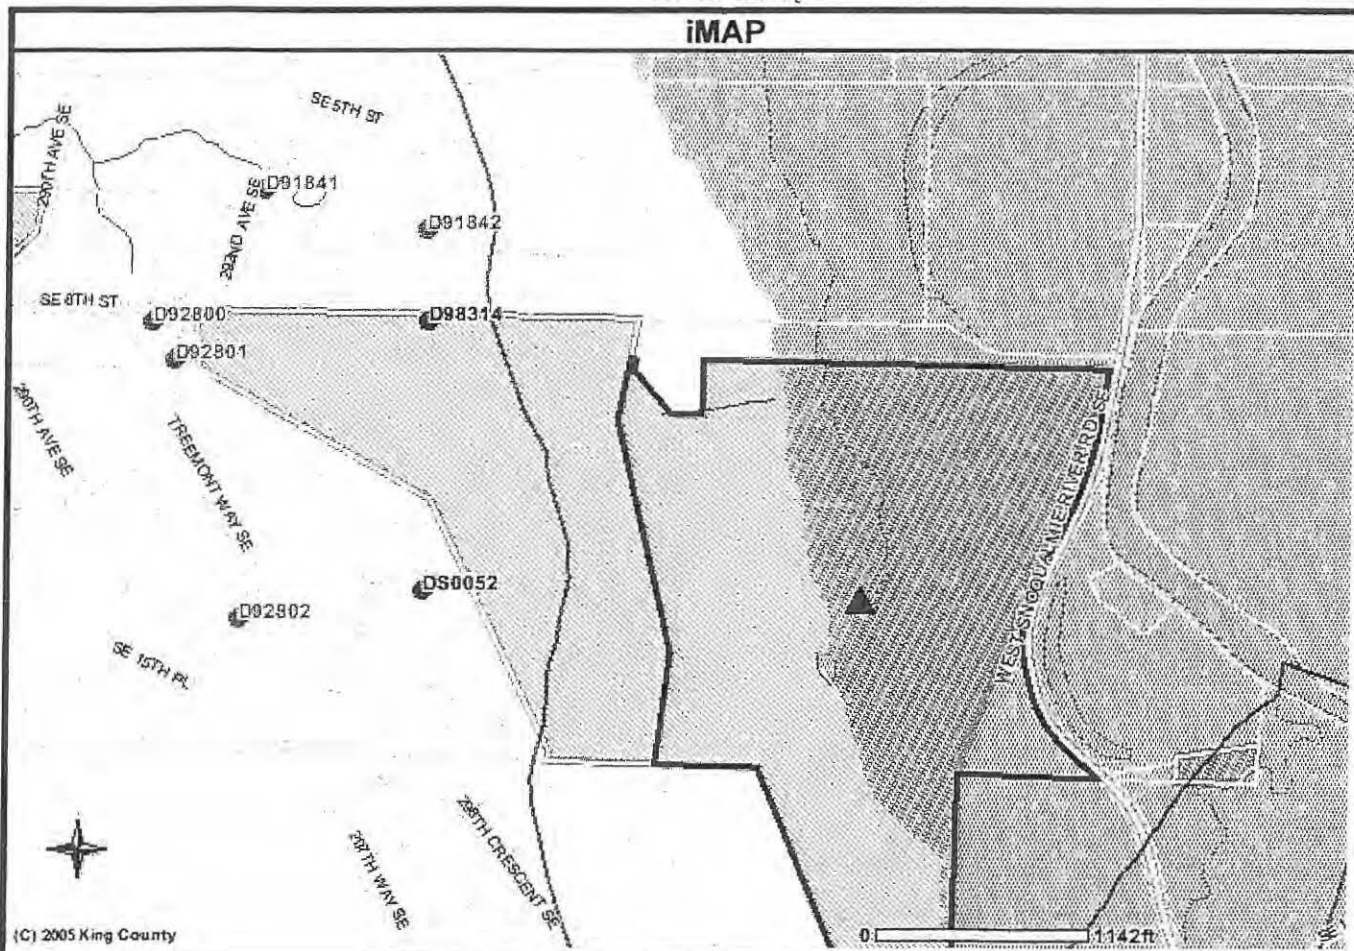 iMAP
SE 5TH ST
290TH AVE SE
D91841
292ND AVE SE
D91842
SE 8TH ST
D92800
D98314
D92801
290TH AVE SE
TREEMONT WAY SE
WEST SNOQUALMIE RIVER RD SE
DS0052
D92802
SE 15TH PL
298TH CRESCENT SE
297TH WAY SE
(C) 2005 King County
0 1142ft